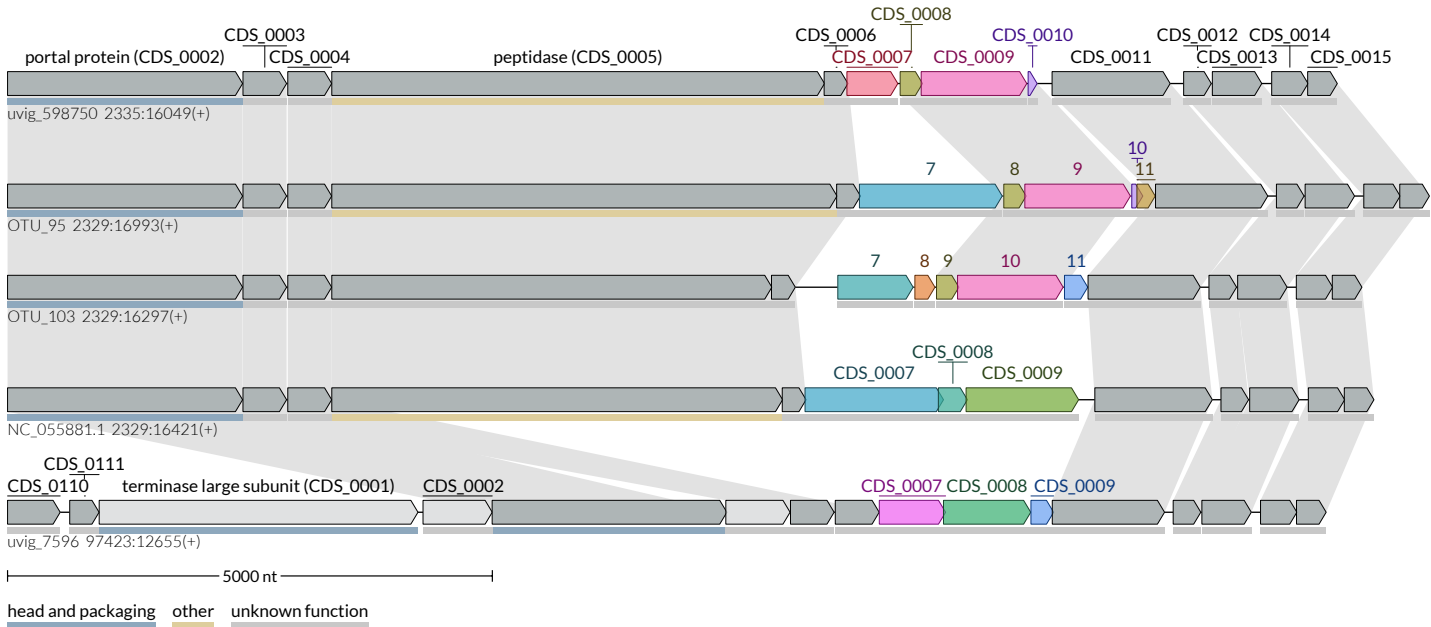 CDS_0008
CDS_0003 CDS_0006 CDS_0010 CDS_0012 CDS_0014
portal protein (CDS_0002) CDS_0004 peptidase (CDS_0005) CDS_0007 CDS_0009 CDS_0011 CDS_0013 CDS_0015
uvig_598750 2335:16049(+)
10
7 8 9 11
OTU_95 2329:16993(+)
7 8 9 10 11
OTU_103 2329:16297(+)
CDS_0008
CDS_0007 CDS_0009
NC_055881.1 2329:16421(+)
CDS_0111
CDS_0110 terminase large subunit (CDS_0001) CDS_0002 CDS_0007 CDS_0008 CDS_0009
uvig_7596 97423:12655(+)
5000 nt
head and packaging other unknown function